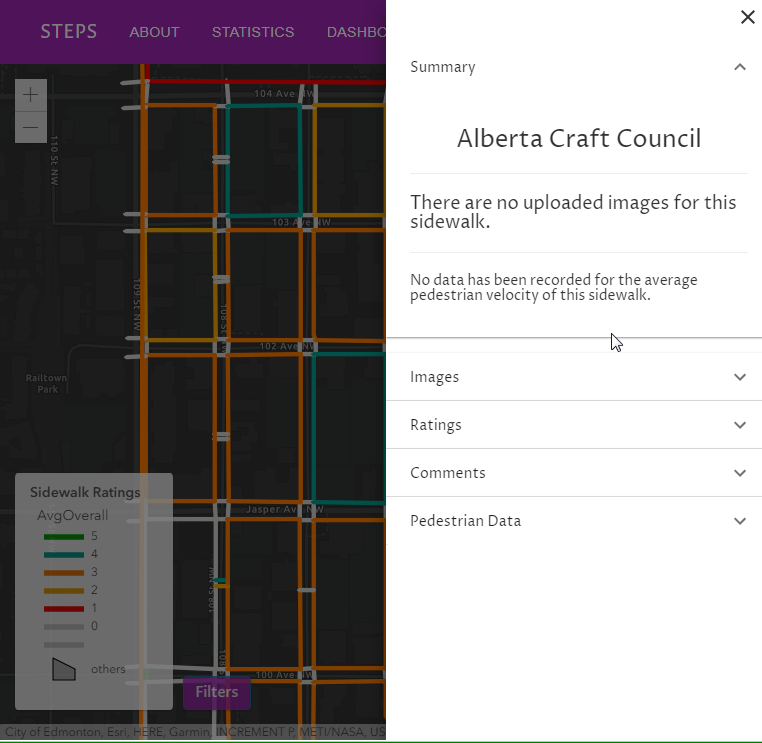 STEPS
ABOUT
STATISTICS
DASHBO
Summary
Alberta Craft Council
There are no uploaded images for this
sidewalk.
No data has been recorded for the average
pedestrian velocity of this sidewalk.
Images
Ratings
Comments
Pedestrian Data
104 Ave NW
110 St NW
103 Ave NW
109 St NW
108 St
102 Ave NW
Railtown
Park
Jasper Ave NW
108 St NW
108 S
100 Ave NW
Sidewalk Ratings
AvgOverall
5
4
3
2
1
0
others
Filters
City of Edmonton, Esri, HERE, Garmin, INCREMENT P, METI/NASA, US